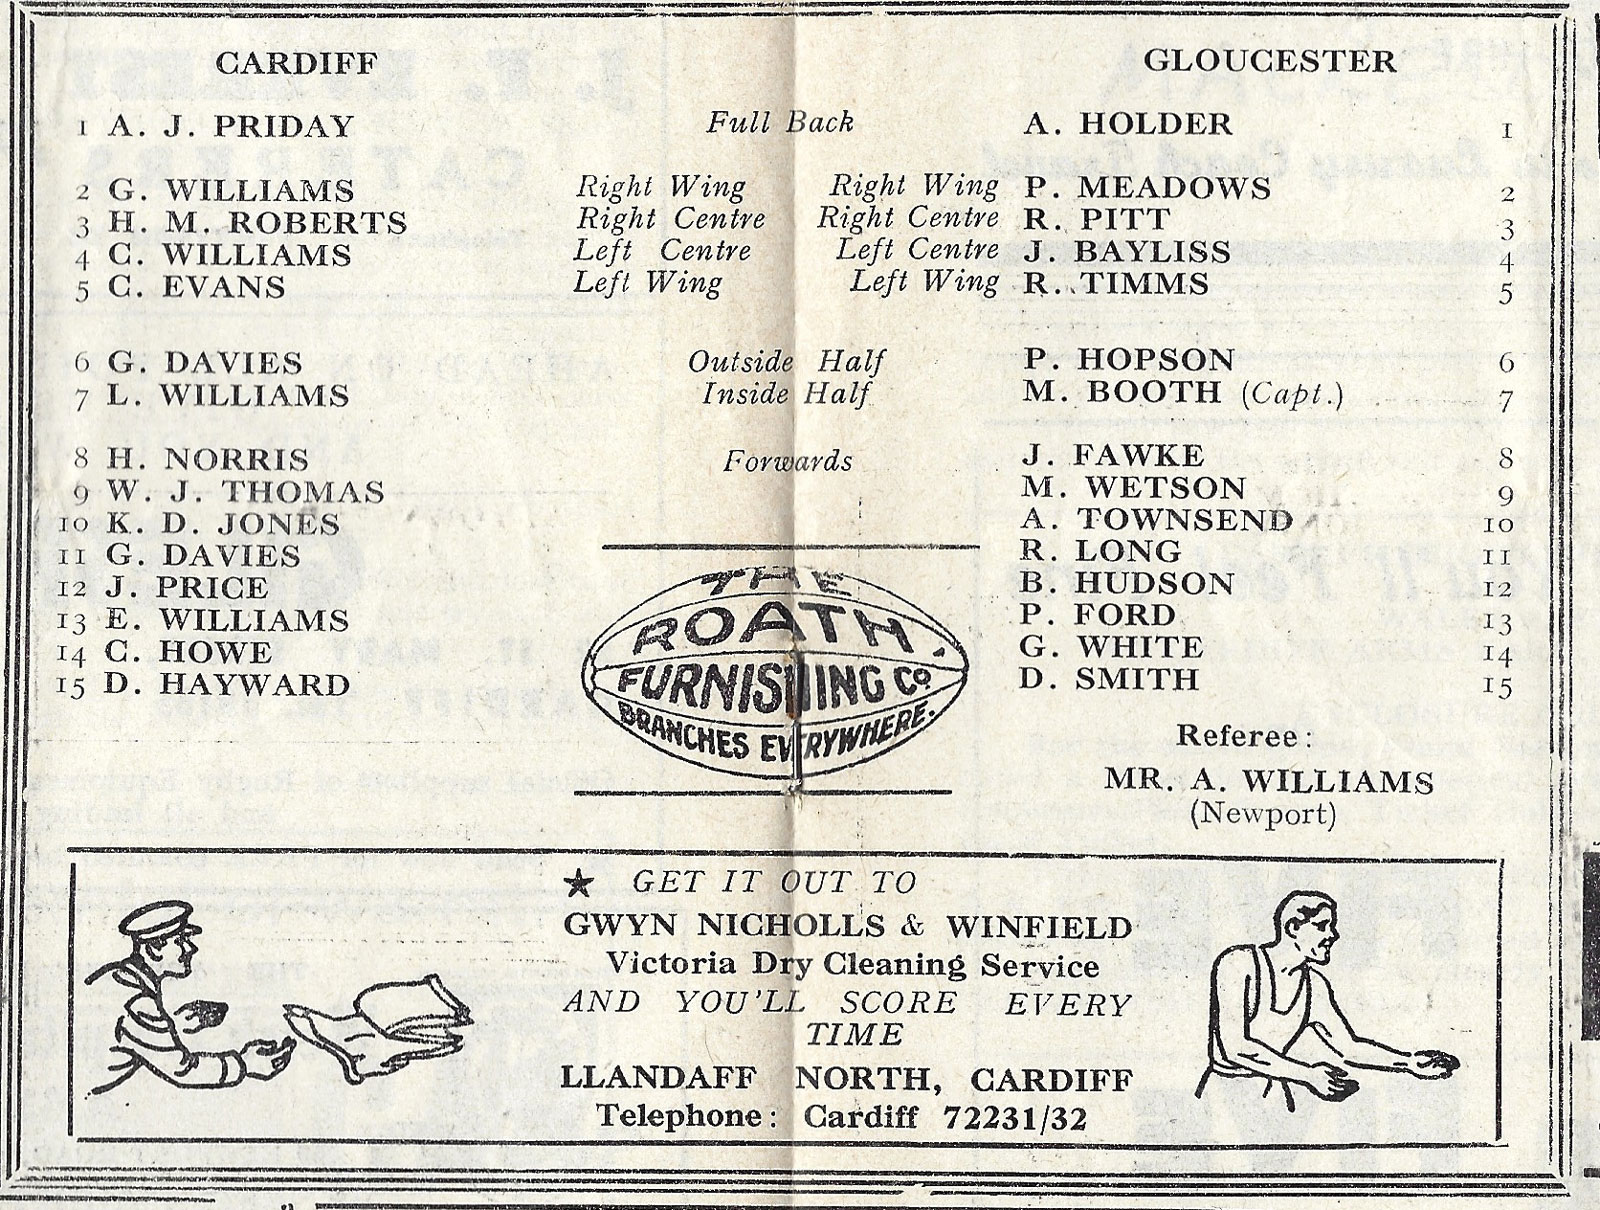 CARDIFF GLOUCESTER
1 A. J. PRIDAY Full Back A. HOLDER 1
2 G. WILLIAMS Right Wing Right Wing P. MEADOWS 2
3 H. M. ROBERTS Right Centre Right Centre R. PITT 3
4 C. WILLIAMS Left Centre Left Centre J. BAYLISS 4
5 C. EVANS Left Wing Left Wing R. TIMMS 5
6 G. DAVIES Outside Half P. HOPSON 6
7 L. WILLIAMS Inside Half M. BOOTH (Capt.) 7
8 H. NORRIS Forwards J. FAWKE 8
9 W. J. THOMAS M. WETSON 9
10 K. D. JONES A. TOWNSEND 10
11 G. DAVIES R. LONG 11
12 J. PRICE B. HUDSON 12
13 E. WILLIAMS P. FORD 13
14 C. HOWE G. WHITE 14
15 D. HAYWARD D. SMITH 15
THE
ROATH
FURNISHING CO.
BRANCHES EVERYWHERE.
Referee:
MR. A. WILLIAMS
(Newport)
★ GET IT OUT TO
GWYN NICHOLLS & WINFIELD
Victoria Dry Cleaning Service
AND YOU'LL SCORE EVERY
TIME
LLANDAFF NORTH, CARDIFF
Telephone: Cardiff 72231/32